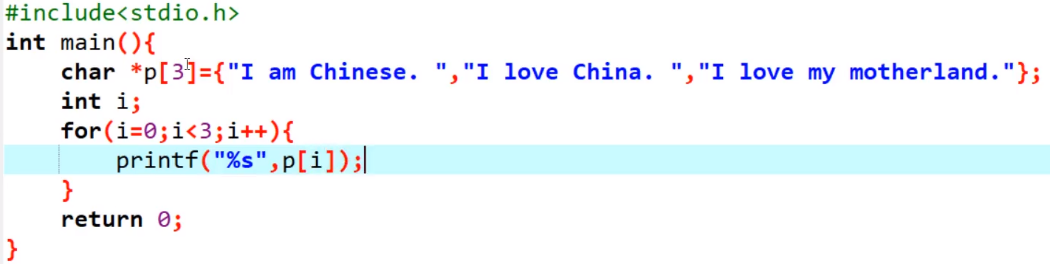 #include<stdio.h>
int main(){
    char *p[3]={"I am Chinese. ","I love China. ","I love my motherland."};
    int i;
    for(i=0;i<3;i++){
        printf("%s",p[i]);
    }
    return 0;
}